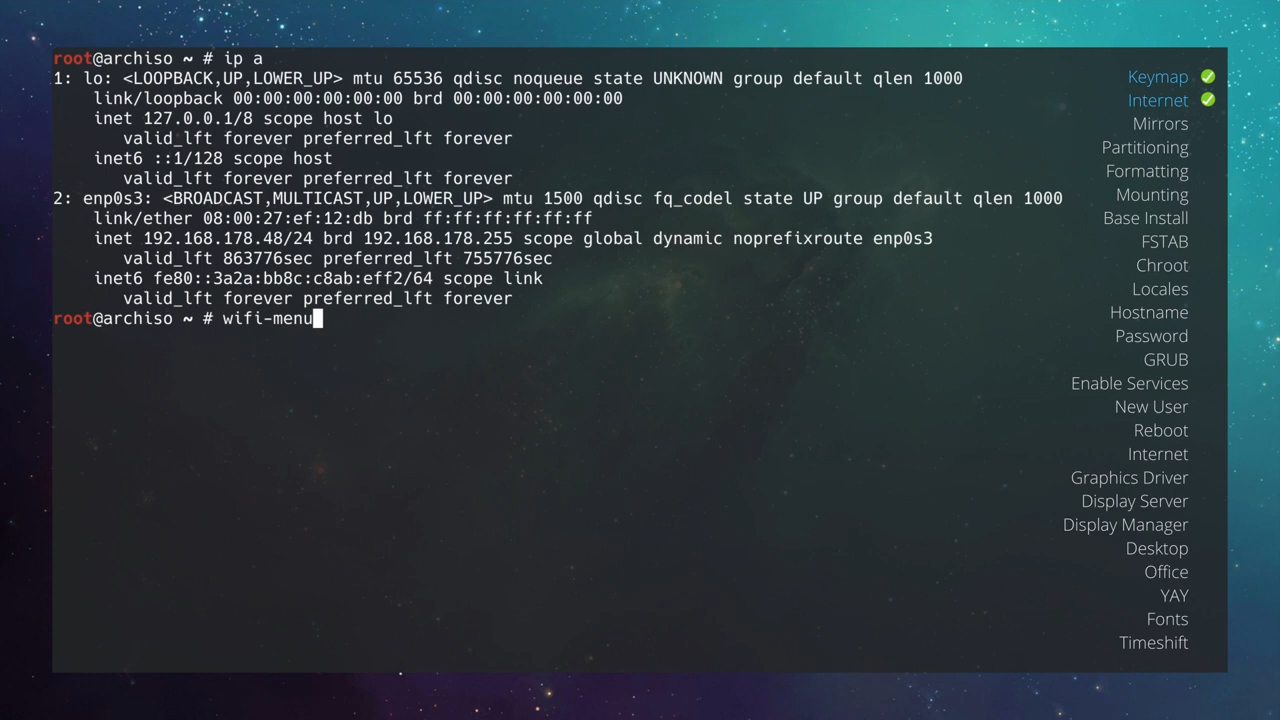 root@archiso ~ # ip a
1: lo: <LOOPBACK,UP,LOWER_UP> mtu 65536 qdisc noqueue state UNKNOWN group default qlen 1000
    link/loopback 00:00:00:00:00:00 brd 00:00:00:00:00:00
    inet 127.0.0.1/8 scope host lo
       valid_lft forever preferred_lft forever
    inet6 ::1/128 scope host
       valid_lft forever preferred_lft forever
2: enp0s3: <BROADCAST,MULTICAST,UP,LOWER_UP> mtu 1500 qdisc fq_codel state UP group default qlen 1000
    link/ether 08:00:27:ef:12:db brd ff:ff:ff:ff:ff:ff
    inet 192.168.178.48/24 brd 192.168.178.255 scope global dynamic noprefixroute enp0s3
       valid_lft 863776sec preferred_lft 755776sec
    inet6 fe80::3a2a:bb8c:c8ab:eff2/64 scope link
       valid_lft forever preferred_lft forever
root@archiso ~ # wifi-menu
Keymap
Internet
Mirrors
Partitioning
Formatting
Mounting
Base Install
FSTAB
Chroot
Locales
Hostname
Password
GRUB
Enable Services
New User
Reboot
Internet
Graphics Driver
Display Server
Display Manager
Desktop
Office
YAY
Fonts
Timeshift